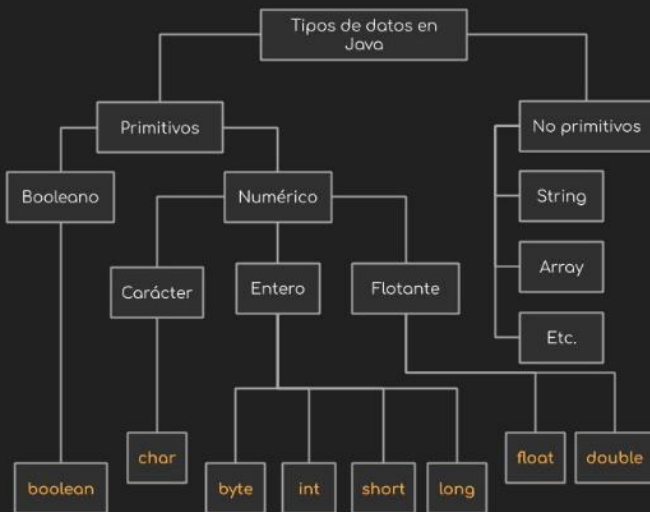 Tipos de datos en
Java
Primitivos
No primitivos
Booleano
Numérico
String
Carácter
Entero
Flotante
Array
Etc.
boolean
char
byte
int
short
long
float
double